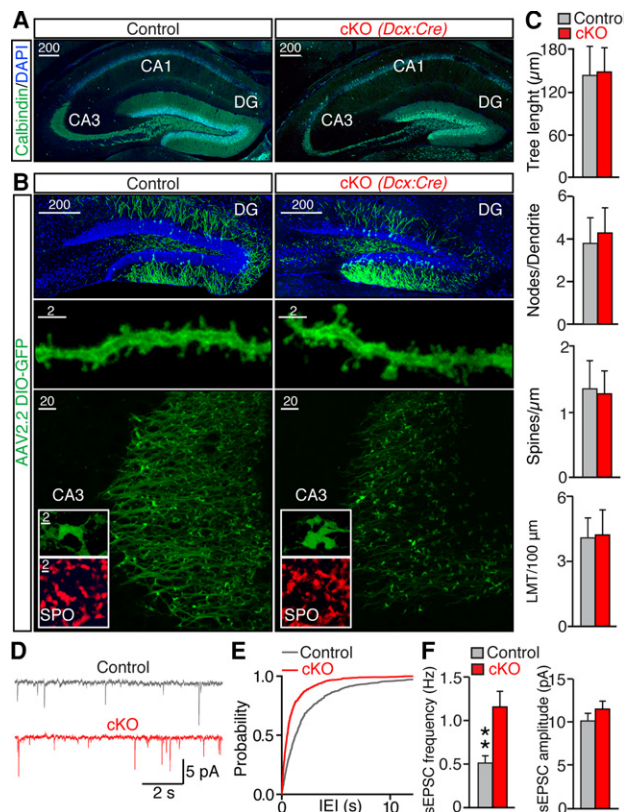 A
Control
cKO (Dcx:Cre)
Calbindin/DAPI
200
CA1
CA3
DG
200
CA1
CA3
DG
B
Control
cKO (Dcx:Cre)
AAV2.2 DIO-GFP
200
DG
200
DG
2
2
20
CA3
2
2
SPO
20
CA3
SPO
C
Control
cKO
Tree lenght (µm)
180
120
60
0
Nodes/Dendrite
6
4
2
0
Spines/µm
2
1
0
LMT/100 µm
6
4
2
0
D
Control
cKO
5 pA
2 s
E
Control
cKO
Probability
1.0
0.5
0.0
0
5
10
IEI (s)
F
Control
cKO
sEPSC frequency (Hz)
1.5
1.0
0.5
0
**
sEPSC amplitude (pA)
15
10
5
0